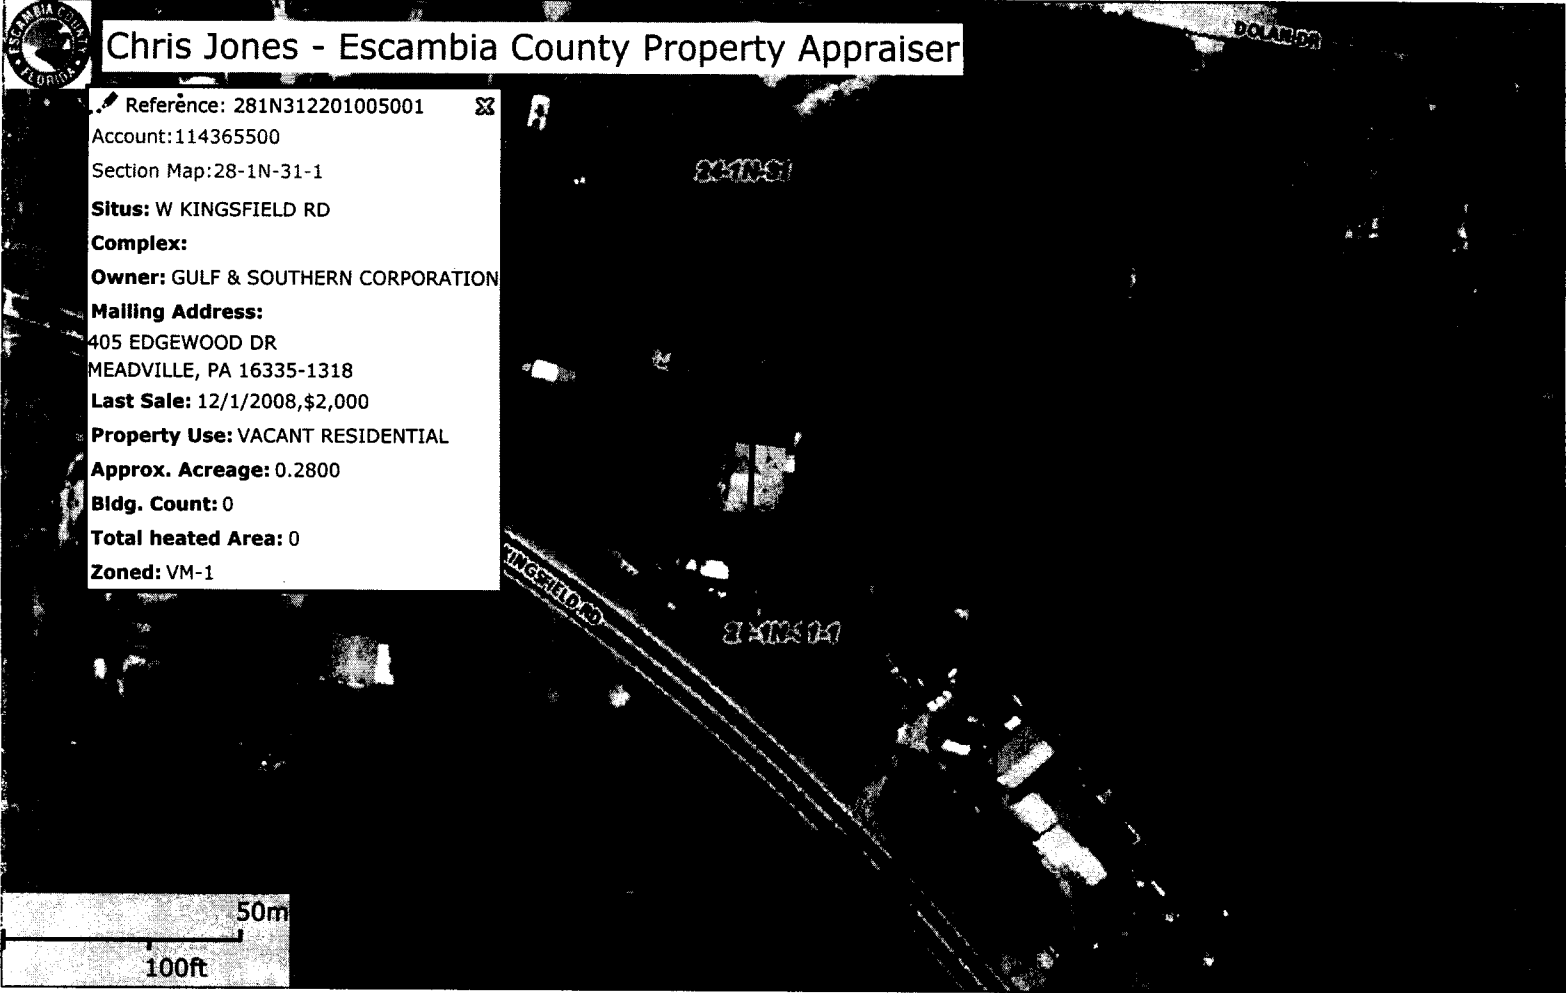 ESCAMBIA COUNTY
FLORIDA
Chris Jones - Escambia County Property Appraiser
DOLAN DR
Reference: 281N312201005001
Account:114365500
Section Map:28-1N-31-1
Situs: W KINGSFIELD RD
Complex:
Owner: GULF & SOUTHERN CORPORATION
Mailing Address:
405 EDGEWOOD DR
MEADVILLE, PA 16335-1318
Last Sale: 12/1/2008,$2,000
Property Use: VACANT RESIDENTIAL
Approx. Acreage: 0.2800
Bldg. Count: 0
Total heated Area: 0
Zoned: VM-1
KINGSFIELD RD
50m
100ft